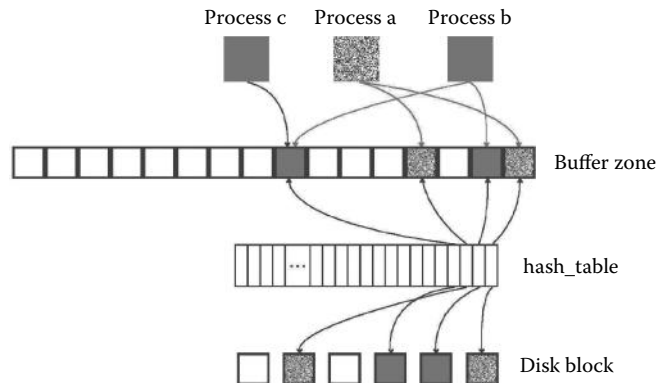 Process c Process a Process b
Buffer zone
...
hash_table
Disk block